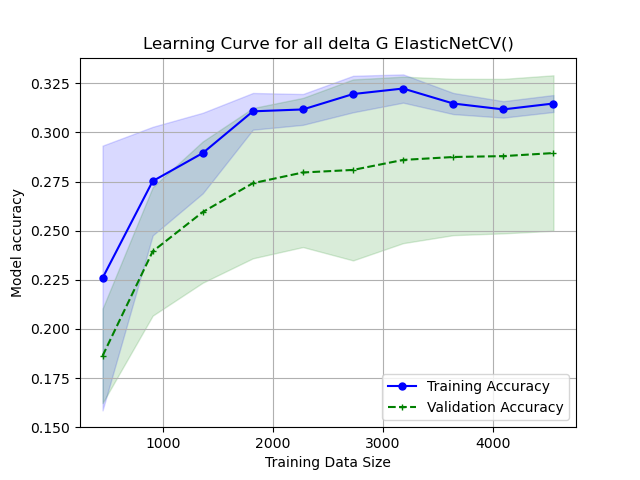 Learning Curve for all delta G ElasticNetCV()
0.325
0.300
0.275
0.250
0.225
0.200
0.175
0.150
Model accuracy
1000 2000 3000 4000
Training Data Size
Training Accuracy
Validation Accuracy